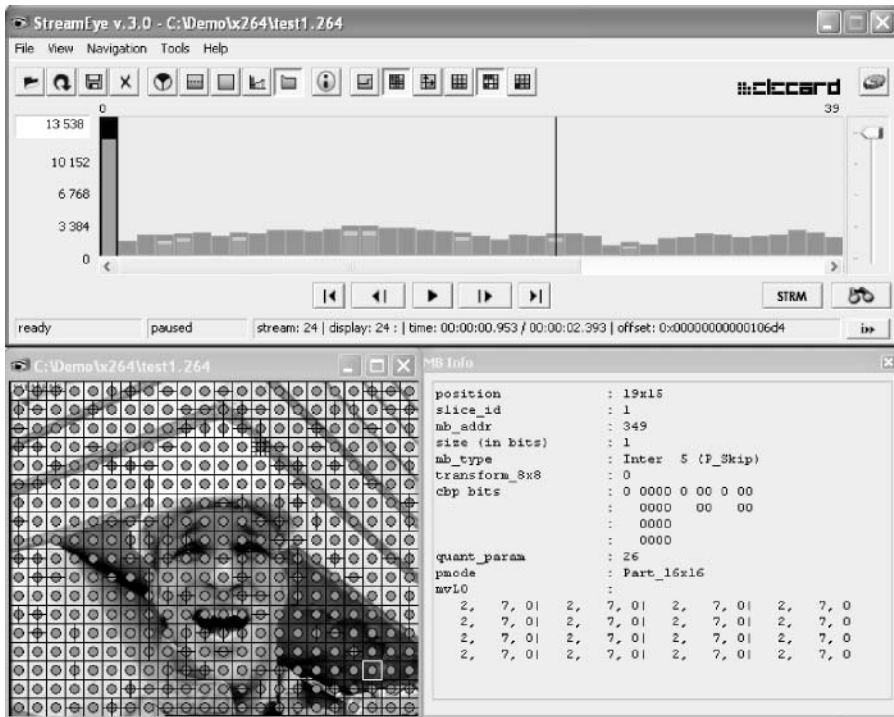 StreamEye v.3.0 - C:\Demo\x264\test1.264
File View Navigation Tools Help
elecard
0 39
13 538
10 152
6 768
3 384
0
STRM
ready paused stream: 24 | display: 24 : | time: 00:00:00.953 / 00:00:02.393 | offset: 0x00000000000106d4
C:\Demo\x264\test1.264
MB Info
position : 19x15
slice_id : 1
mb_addr : 349
size (in bits) : 1
mb_type : Inter 5 (P_Skip)
transform_8x8 : 0
cbp bits : 0 0000 0 00 0 00
: 0000 00 00
: 0000
: 0000
quant_param : 26
pmode : Part_16x16
mvL0 :
2, 7, 0| 2, 7, 0| 2, 7, 0| 2, 7, 0
2, 7, 0| 2, 7, 0| 2, 7, 0| 2, 7, 0
2, 7, 0| 2, 7, 0| 2, 7, 0| 2, 7, 0
2, 7, 0| 2, 7, 0| 2, 7, 0| 2, 7, 0